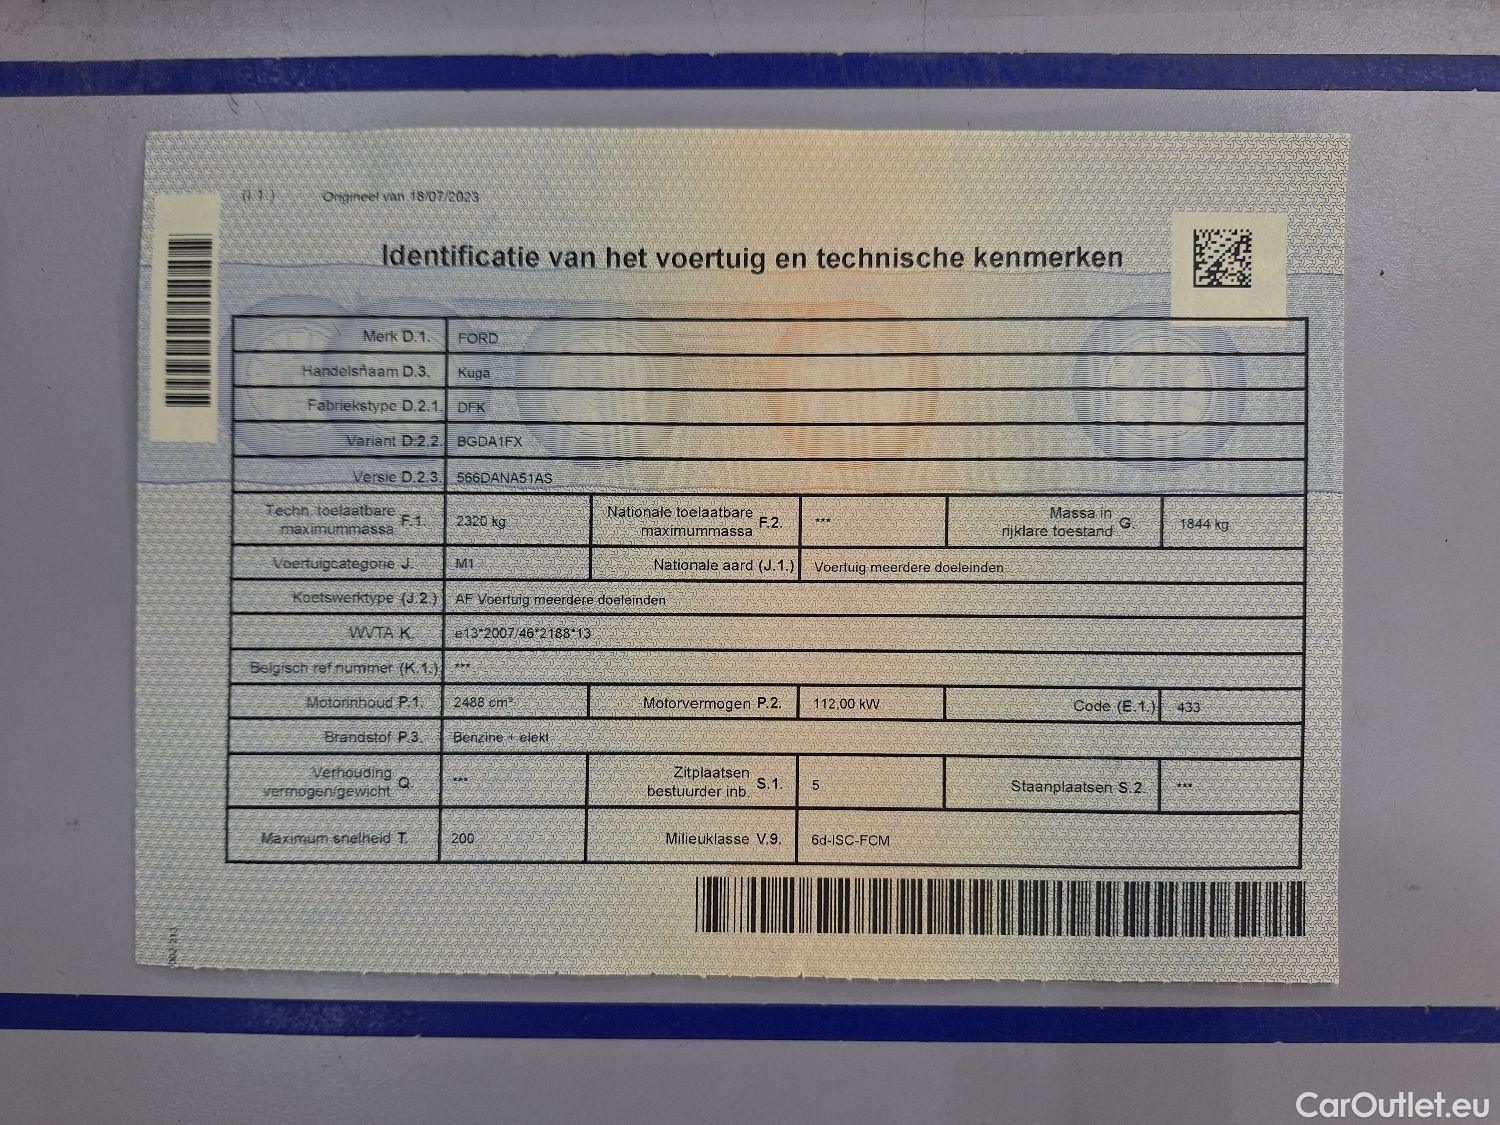 (I.1.) Origineel van 18/07/2023
Identificatie van het voertuig en technische kenmerken
Merk D.1. FORD
Handelsnaam D.3. Kuga
Fabriekstype D.2.1. DFK
Variant D.2.2. BGDA1FX
Versie D.2.3. 566DANA51AS
Techn. toelaatbare maximummassa F.1. 2320 kg Nationale toelaatbare maximummassa F.2. *** Massa in rijklare toestand G. 1844 kg
Voertuigcategorie J. M1 Nationale aard (J.1.) Voertuig meerdere doeleinden
Koetswerktype (J.2.) AF Voertuig meerdere doeleinden
WVTA K. e13*2007/46*2188*13
Belgisch ref.nummer (K.1.) ***
Motorinhoud P.1. 2488 cm³ Motorvermogen P.2. 112,00 kW Code (E.1.) 433
Brandstof P.3. Benzine + elekt
Verhouding vermogen/gewicht Q. *** Zitplaatsen bestuurder inb. S.1. 5 Staanplaatsen S.2. ***
Maximum snelheid T. 200 Milieuklasse V.9. 6d-ISC-FCM
CarOutlet.eu